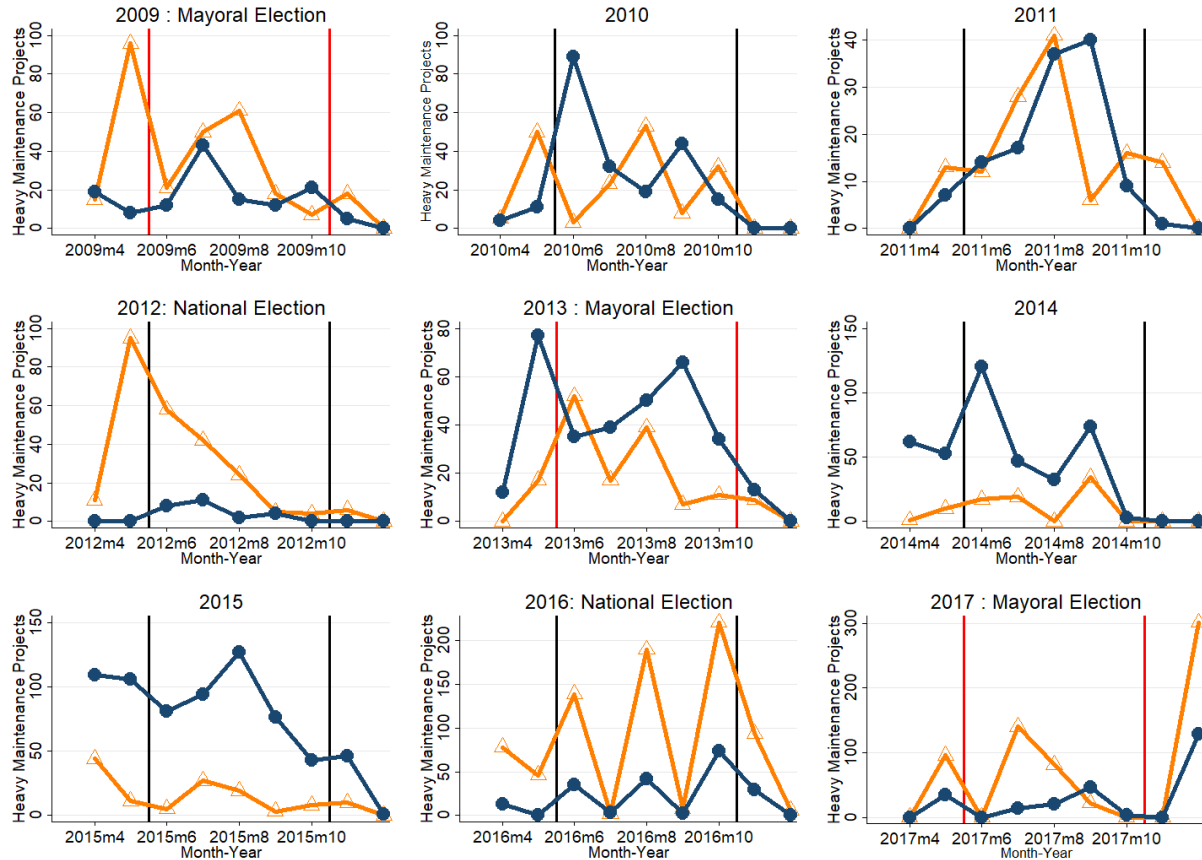 2009 : Mayoral Election
Heavy Maintenance Projects
100
80
60
40
20
0
2009m4 2009m6 2009m8 2009m10
Month-Year
2010
Heavy Maintenance Projects
100
80
60
40
20
0
2010m4 2010m6 2010m8 2010m10
Month-Year
2011
Heavy Maintenance Projects
40
30
20
10
0
2011m4 2011m6 2011m8 2011m10
Month-Year
2012: National Election
Heavy Maintenance Projects
100
80
60
40
20
0
2012m4 2012m6 2012m8 2012m10
Month-Year
2013 : Mayoral Election
Heavy Maintenance Projects
80
60
40
20
0
2013m4 2013m6 2013m8 2013m10
Month-Year
2014
Heavy Maintenance Projects
150
100
50
0
2014m4 2014m6 2014m8 2014m10
Month-Year
2015
Heavy Maintenance Projects
150
100
50
0
2015m4 2015m6 2015m8 2015m10
Month-Year
2016: National Election
Heavy Maintenance Projects
200
150
100
50
0
2016m4 2016m6 2016m8 2016m10
Month-Year
2017 : Mayoral Election
Heavy Maintenance Projects
300
200
100
0
2017m4 2017m6 2017m8 2017m10
Month-Year